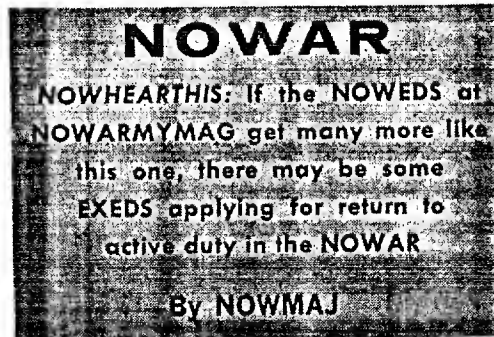 NOWAR
NOWHEARTHIS: If the NOWEDS at
NOWARMYMAG get many more like
this one, there may be some
EXEDS applying for return to
active duty in the NOWAR
By NOWMAJ